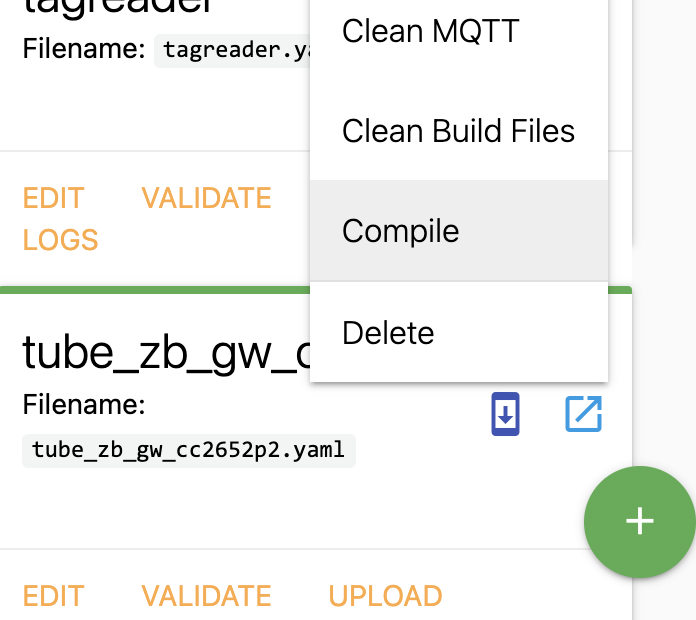 tagreader
Filename: tagreader.ya
EDIT VALIDATE
LOGS
Clean MQTT
Clean Build Files
Compile
Delete
tube_zb_gw_c
Filename:
tube_zb_gw_cc2652p2.yaml
+
EDIT VALIDATE UPLOAD